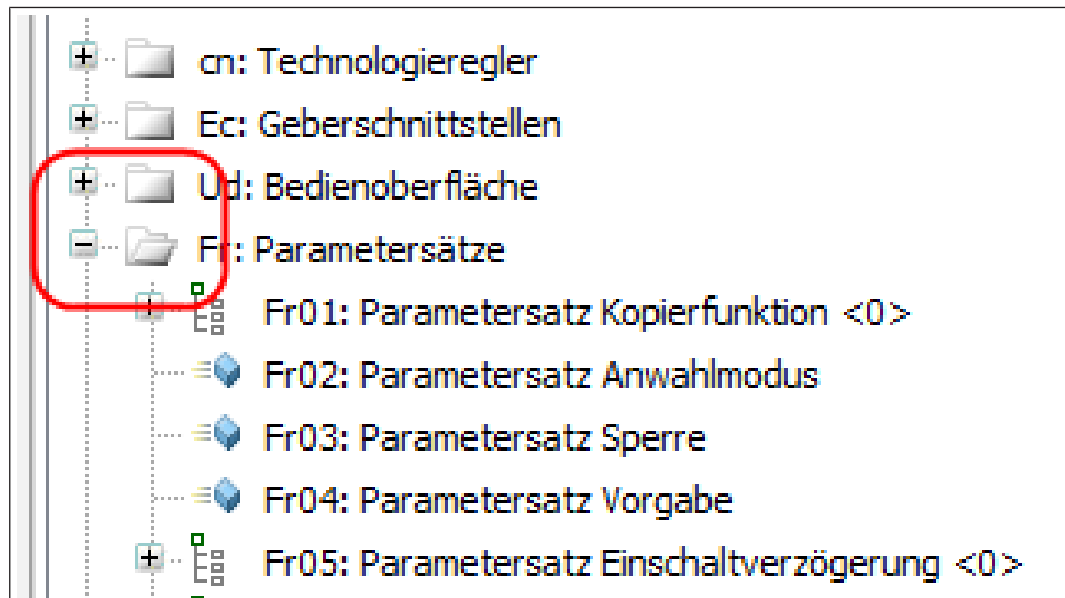 cn: Technologieregler
Ec: Geberschnittstellen
Ud: Bedienoberfläche
Fr: Parametersätze
Fr01: Parametersatz Kopierfunktion <0>
Fr02: Parametersatz Anwahlmodus
Fr03: Parametersatz Sperre
Fr04: Parametersatz Vorgabe
Fr05: Parametersatz Einschaltverzögerung <0>